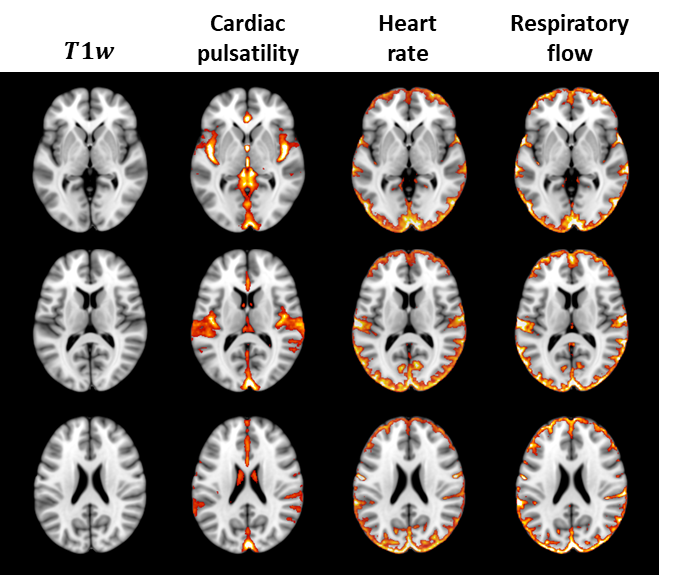 T1w
Cardiac
pulsatility
Heart
rate
Respiratory
flow